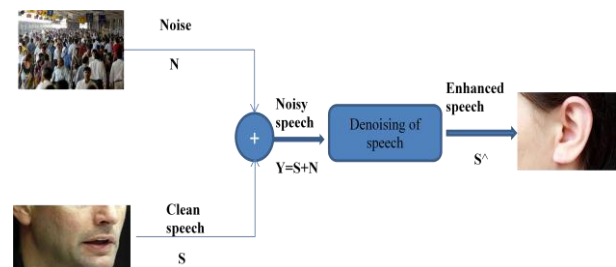 Noise
N
Noisy
speech
+
Y=S+N
Denoising of
speech
Enhanced
speech
S^
Clean
speech
S